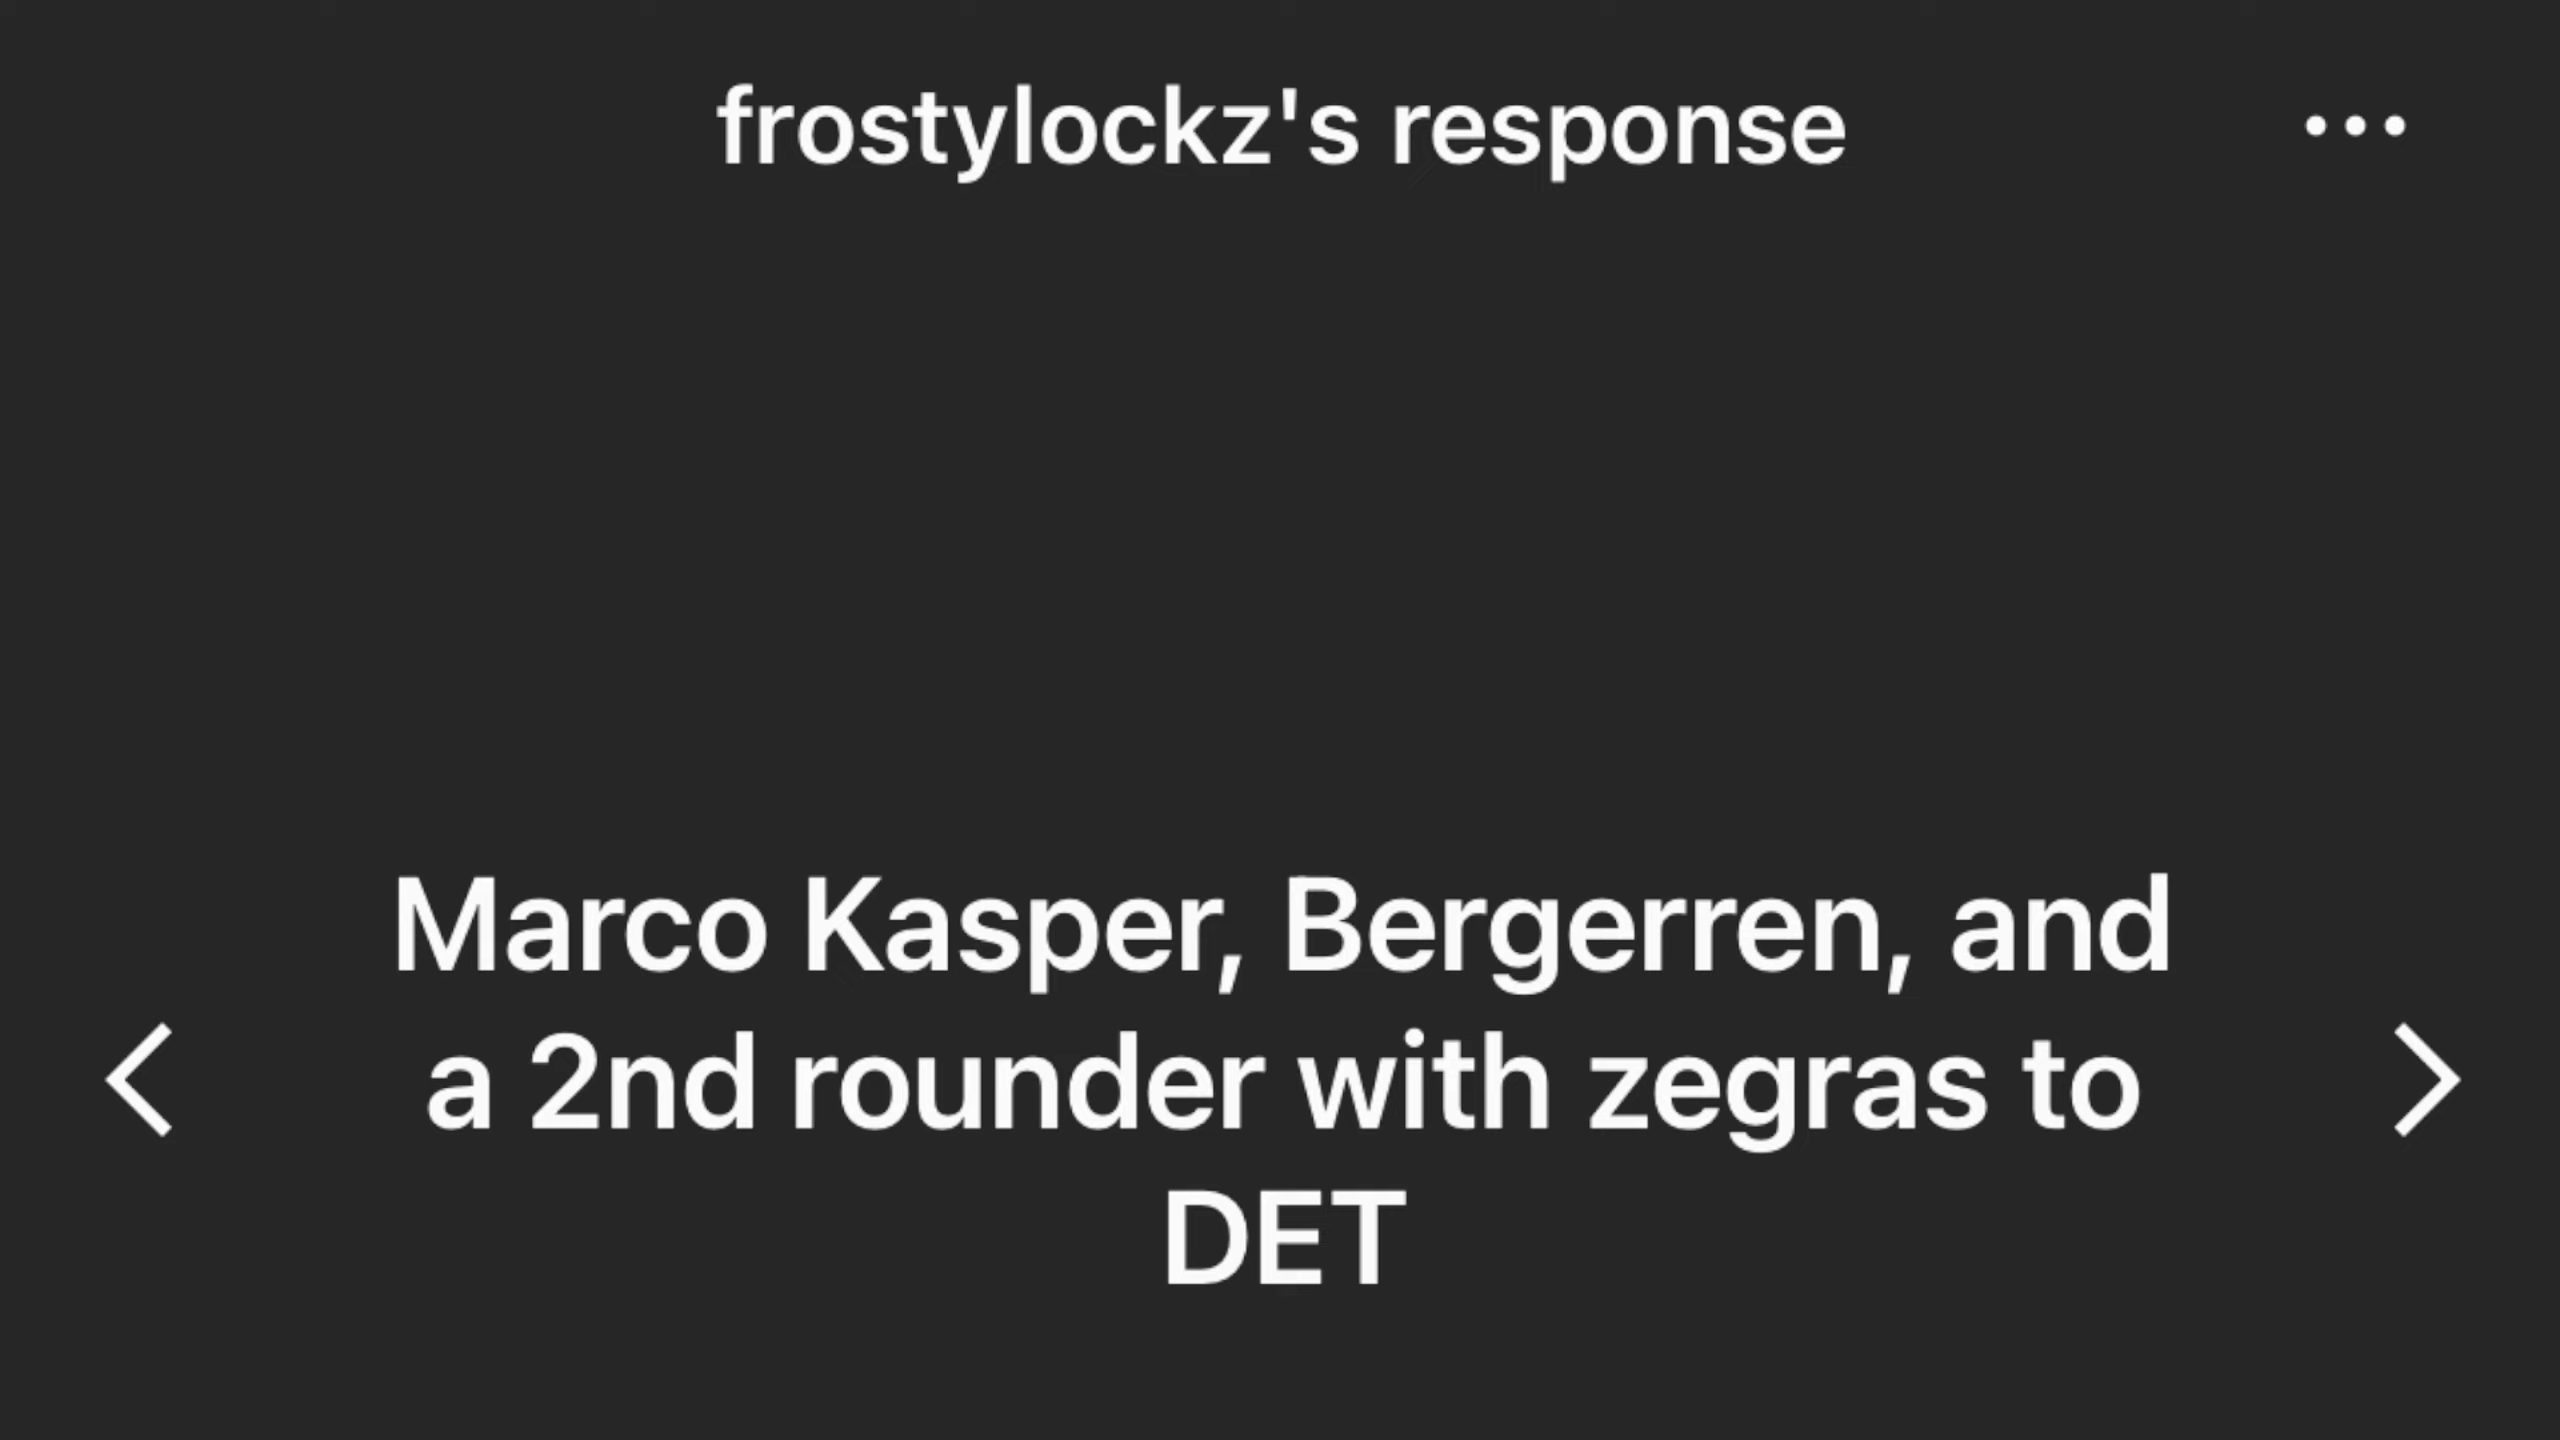 frostylockz's response
Marco Kasper, Bergerren, and
a 2nd rounder with zegras to
DET